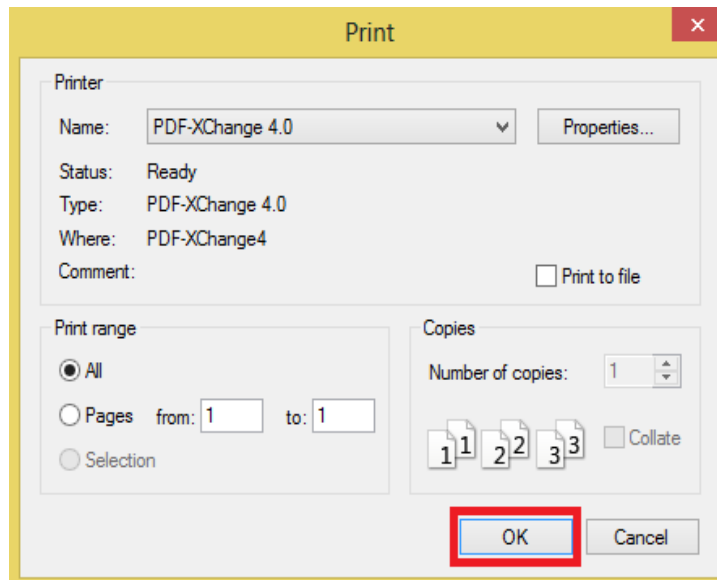 Print
Printer
Name: PDF-XChange 4.0 Properties...
Status: Ready
Type: PDF-XChange 4.0
Where: PDF-XChange4
Comment: Print to file
Print range
All
Pages from: 1 to: 1
Selection
Copies
Number of copies: 1
1 1 2 2 3 3 Collate
OK Cancel